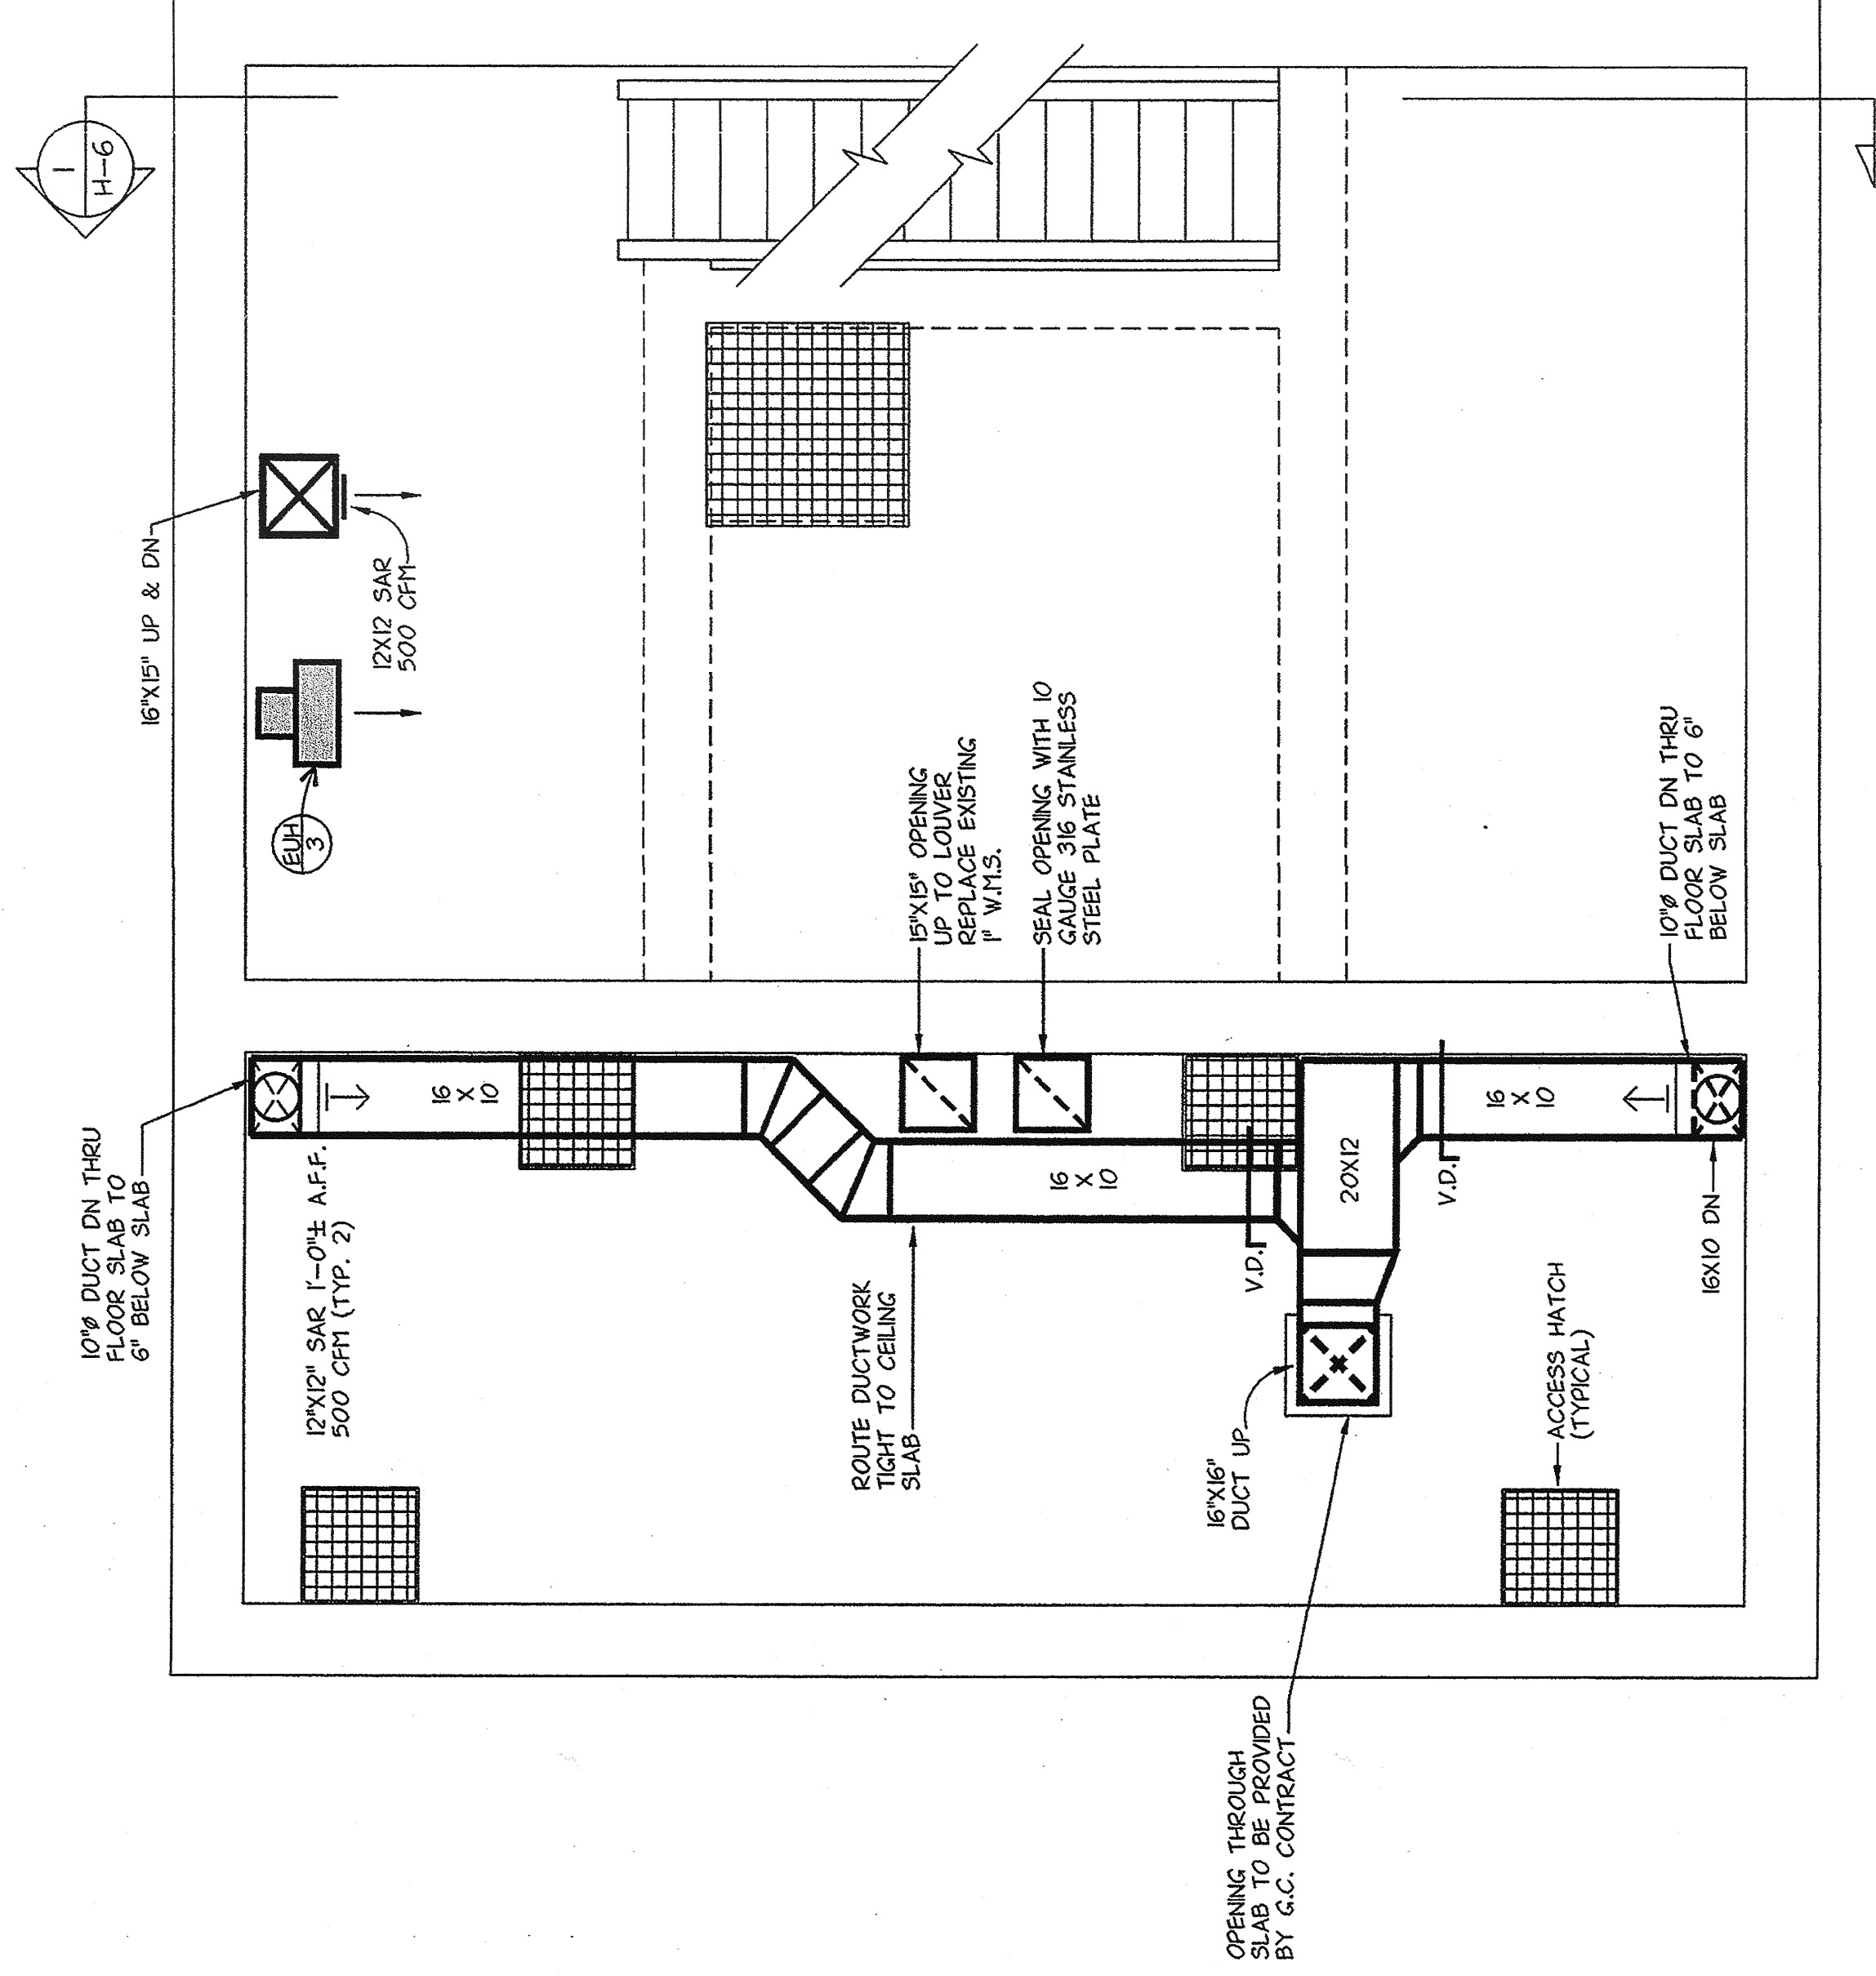 1
H-6
16"X15" UP & DN
12X12 SAR
500 CFM
EUH
3
15"X15" OPENING
UP TO LOUVER
REPLACE EXISTING
1" W.M.S.
SEAL OPENING WITH 10
GAUGE 316 STAINLESS
STEEL PLATE
10"Ø DUCT DN THRU
FLOOR SLAB TO 6"
BELOW SLAB
10"Ø DUCT DN THRU
FLOOR SLAB TO
6" BELOW SLAB
12"X12" SAR 1'-0"± A.F.F.
500 CFM (TYP. 2)
16
X
10
16
X
10
20X12
16
X
10
V.D.
V.D.
16X10 DN
ROUTE DUCTWORK
TIGHT TO CEILING
SLAB
16"X16"
DUCT UP
ACCESS HATCH
(TYPICAL)
OPENING THROUGH
SLAB TO BE PROVIDED
BY G.C. CONTRACT